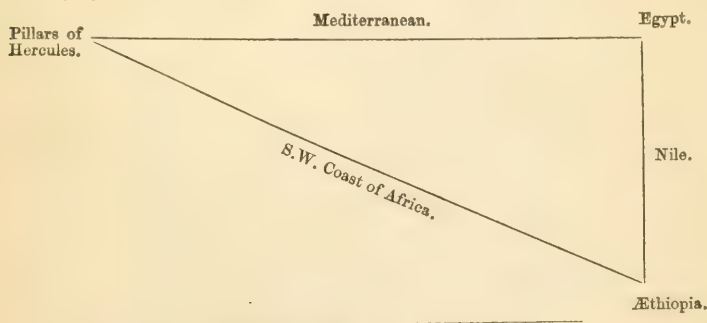 Mediterranean.
Egypt.
Pillars of
Hercules.
S.W. Coast of Africa.
Nile.
Æthiopia.